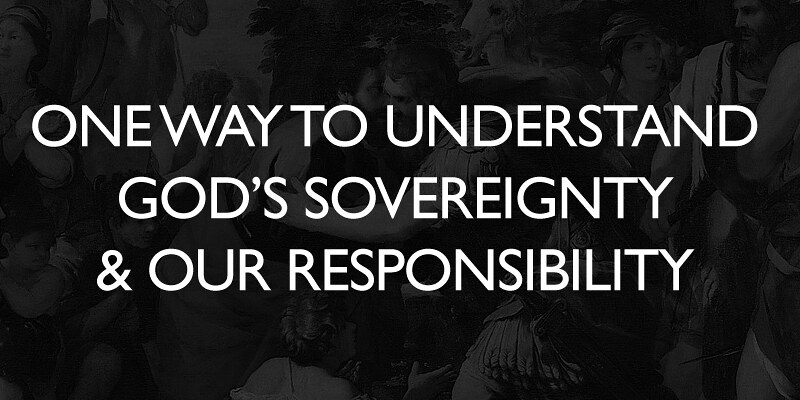 ONE WAY TO UNDERSTAND
GOD’S SOVEREIGNTY
& OUR RESPONSIBILITY